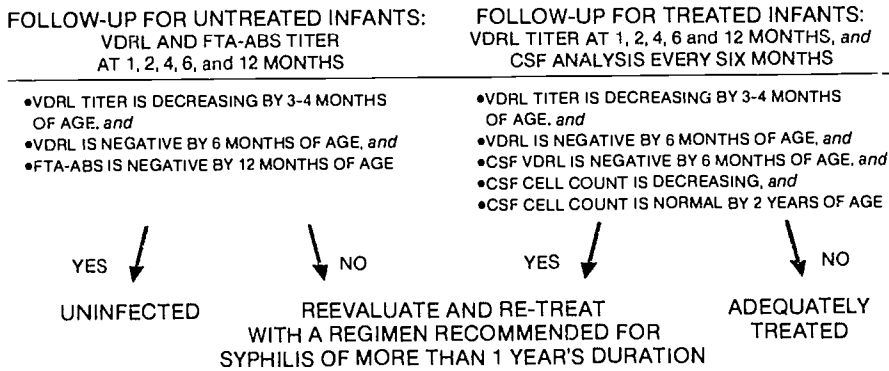 FOLLOW-UP FOR UNTREATED INFANTS:
VDRL AND FTA-ABS TITER
AT 1, 2, 4, 6, and 12 MONTHS
•VDRL TITER IS DECREASING BY 3-4 MONTHS
OF AGE, and
•VDRL IS NEGATIVE BY 6 MONTHS OF AGE, and
•FTA-ABS IS NEGATIVE BY 12 MONTHS OF AGE
FOLLOW-UP FOR TREATED INFANTS:
VDRL TITER AT 1, 2, 4, 6 and 12 MONTHS, and
CSF ANALYSIS EVERY SIX MONTHS
•VDRL TITER IS DECREASING BY 3-4 MONTHS
OF AGE, and
•VDRL IS NEGATIVE BY 6 MONTHS OF AGE, and
•CSF VDRL IS NEGATIVE BY 6 MONTHS OF AGE, and
•CSF CELL COUNT IS DECREASING, and
•CSF CELL COUNT IS NORMAL BY 2 YEARS OF AGE
YES
NO
YES
NO
UNINFECTED
REEVALUATE AND RE-TREAT
WITH A REGIMEN RECOMMENDED FOR
SYPHILIS OF MORE THAN 1 YEAR'S DURATION
ADEQUATELY
TREATED